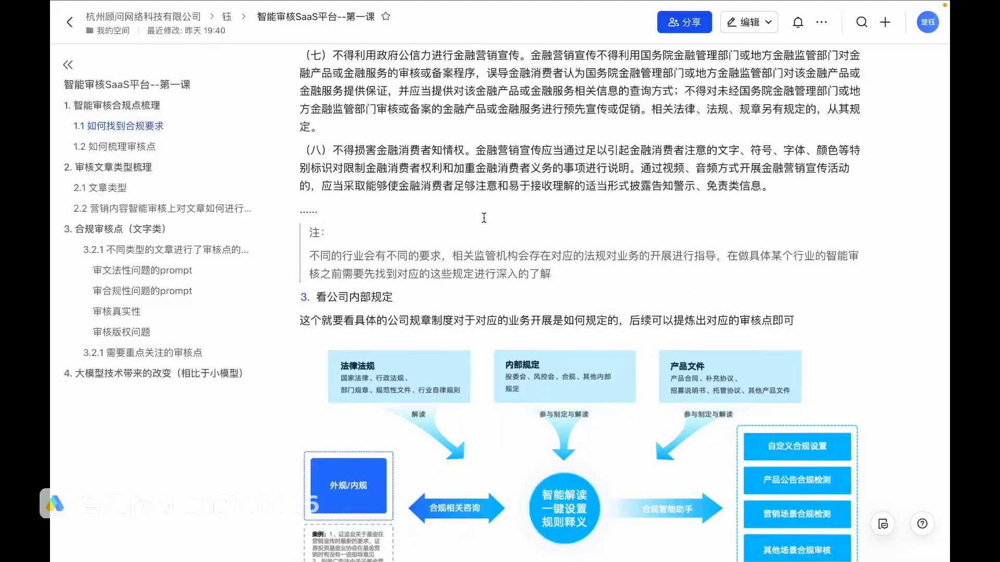 杭州顾问网络科技有限公司 > 钰 > 智能审核SaaS平台--第一课
我的空间 | 最近修改: 昨天 19:40
分享
编辑
楚钰
智能审核SaaS平台--第一课
1. 智能审核合规点梳理
1.1 如何找到合规要求
1.2 如何梳理审核点
2. 审核文章类型梳理
2.1 文章类型
2.2 营销内容智能审核上对文章如何进行...
3. 合规审核点（文字类）
3.2.1 不同类型的文章进行了审核点的...
审文法性问题的prompt
审合规性问题的prompt
审核真实性
审核版权问题
3.2.1 需要重点关注的审核点
4. 大模型技术带来的改变（相比于小模型）
（七）不得利用政府公信力进行金融营销宣传。金融营销宣传不得利用国务院金融管理部门或地方金融监管部门对金
融产品或金融服务的审核或备案程序，误导金融消费者认为国务院金融管理部门或地方金融监管部门对该金融产品或
金融服务提供保证，并应当提供对该金融产品或金融服务相关信息的查询方式；不得对未经国务院金融管理部门或地
方金融监管部门审核或备案的金融产品或金融服务进行预先宣传或促销。相关法律、法规、规章另有规定的，从其规
定。
（八）不得损害金融消费者知情权。金融营销宣传应当通过足以引起金融消费者注意的文字、符号、字体、颜色等特
别标识对限制金融消费者权利和加重金融消费者义务的事项进行说明。通过视频、音频方式开展金融营销宣传活动
的，应当采取能够使金融消费者足够注意和易于接收理解的适当形式披露告知警示、免责类信息。
......
注：
不同的行业会有不同的要求，相关监管机构会存在对应的法规对业务的开展进行指导，在做具体某个行业的智能审
核之前需要先找到对应的这些规定进行深入的了解
3. 看公司内部规定
这个就要看具体的公司规章制度对于对应的业务开展是如何规定的，后续可以提炼出对应的审核点即可
法律法规
国家法律、行政法规、
部门规章、规范性文件、行业自律规则
内部规定
投委会、风控会、合规、其他内部
规定
产品文件
产品合同、补充协议、
招募说明书、托管协议、其他产品文件
解读
参与制定与解读
参与制定与解读
外规/内规
合规相关咨询
智能解读
一键设置
规则释义
合规智能助手
自定义合规设置
产品公告合规检测
营销场景合规检测
其他场景合规审核
案例：1、证监会关于基金在
营销宣传时最新的要求，证
券投资基金业协会在基金营
销时有没有一些指导意见